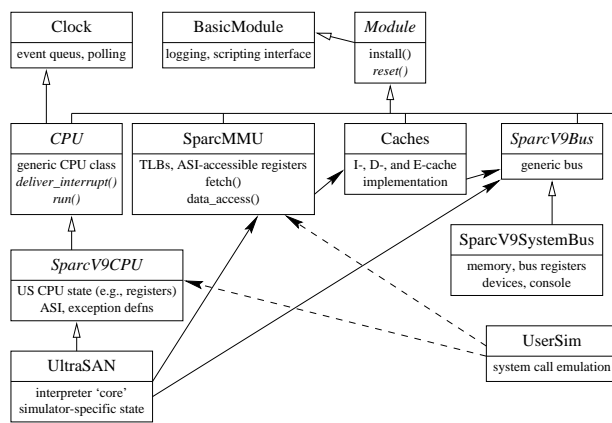 Clock
event queus, polling
BasicModule
logging, scripting interface
Module
install()
reset()
CPU
generic CPU class
deliver_interrupt()
run()
SparcMMU
TLBs, ASI-accessible registers
fetch()
data_access()
Caches
I-, D-, and E-cache
implementation
SparcV9Bus
generic bus
SparcV9SystemBus
memory, bus registers
devices, console
SparcV9CPU
US CPU state (e.g., registers)
ASI, exception defns
UltraSAN
interpreter ‘core’
simulator-specific state
UserSim
system call emulation